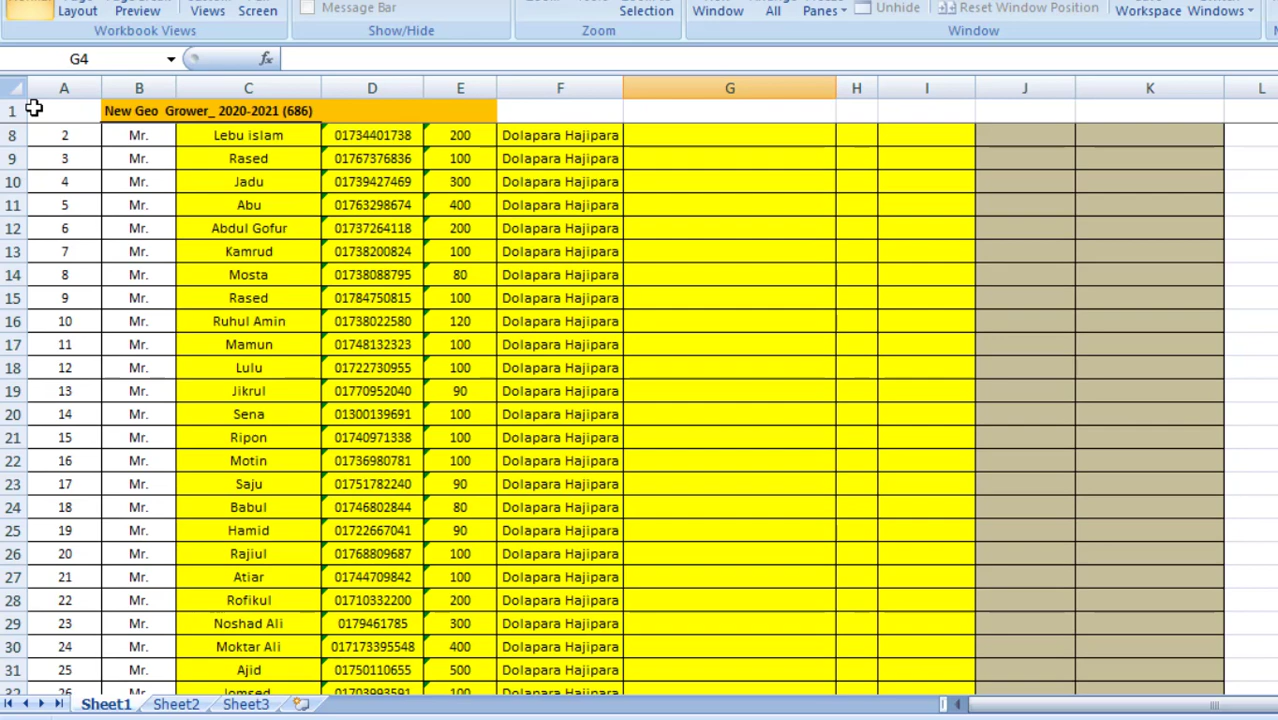 Layout Preview Views Screen Message Bar Selection Window All Panes Unhide Reset Window Position Workspace Windows
Workbook Views Show/Hide Zoom Window
G4 fx
A B C D E F G H I J K L
1 New Geo Grower_ 2020-2021 (686)
8 2 Mr. Lebu islam 01734401738 200 Dolapara Hajipara
9 3 Mr. Rased 01767376836 100 Dolapara Hajipara
10 4 Mr. Jadu 01739427469 300 Dolapara Hajipara
11 5 Mr. Abu 01763298674 400 Dolapara Hajipara
12 6 Mr. Abdul Gofur 01737264118 200 Dolapara Hajipara
13 7 Mr. Kamrud 01738200824 100 Dolapara Hajipara
14 8 Mr. Mosta 01738088795 80 Dolapara Hajipara
15 9 Mr. Rased 01784750815 100 Dolapara Hajipara
16 10 Mr. Ruhul Amin 01738022580 120 Dolapara Hajipara
17 11 Mr. Mamun 01748132323 100 Dolapara Hajipara
18 12 Mr. Lulu 01722730955 100 Dolapara Hajipara
19 13 Mr. Jikrul 01770952040 90 Dolapara Hajipara
20 14 Mr. Sena 01300139691 100 Dolapara Hajipara
21 15 Mr. Ripon 01740971338 100 Dolapara Hajipara
22 16 Mr. Motin 01736980781 100 Dolapara Hajipara
23 17 Mr. Saju 01751782240 90 Dolapara Hajipara
24 18 Mr. Babul 01746802844 80 Dolapara Hajipara
25 19 Mr. Hamid 01722667041 90 Dolapara Hajipara
26 20 Mr. Rajiul 01768809687 100 Dolapara Hajipara
27 21 Mr. Atiar 01744709842 100 Dolapara Hajipara
28 22 Mr. Rofikul 01710332200 200 Dolapara Hajipara
29 23 Mr. Noshad Ali 0179461785 300 Dolapara Hajipara
30 24 Mr. Moktar Ali 017173395548 400 Dolapara Hajipara
31 25 Mr. Ajid 01750110655 500 Dolapara Hajipara
32 26 Mr. Jomsed 01703993591 100 Dolapara Hajipara
Sheet1 Sheet2 Sheet3